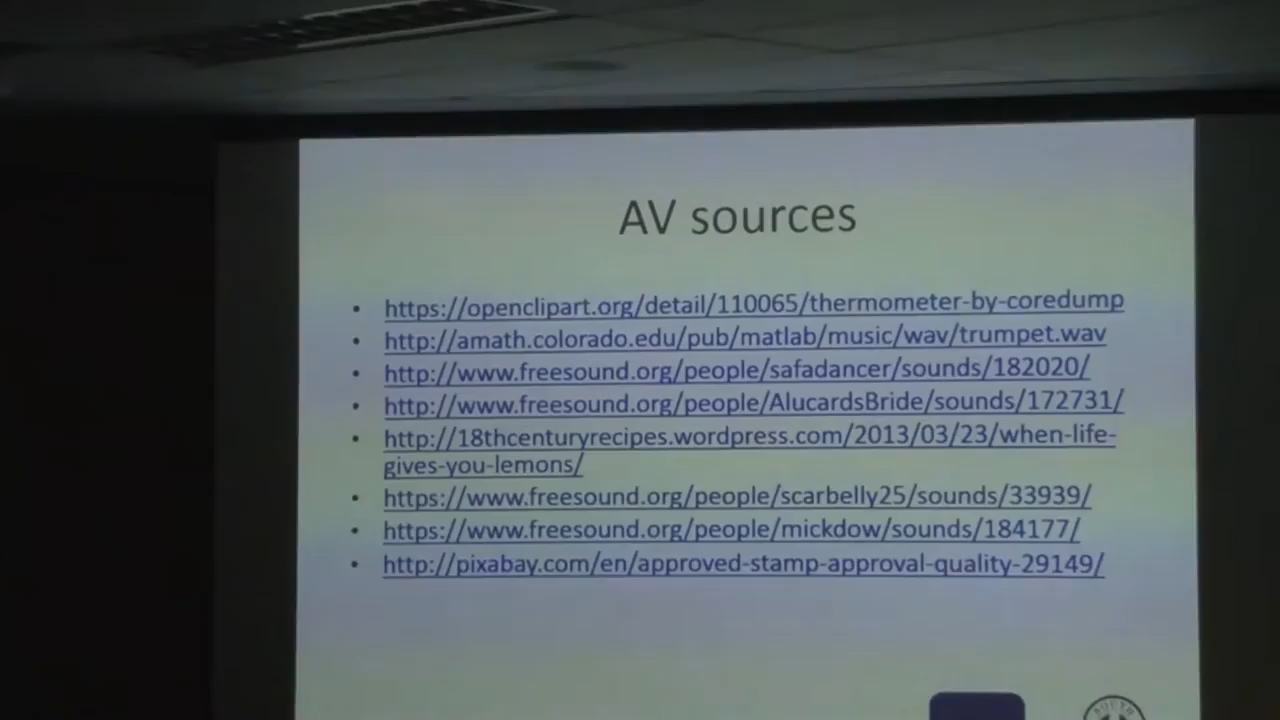 AV sources
• https://openclipart.org/detail/110065/thermometer-by-coredump
• http://amath.colorado.edu/pub/matlab/music/wav/trumpet.wav
• http://www.freesound.org/people/safadancer/sounds/182020/
• http://www.freesound.org/people/AlucardsBride/sounds/172731/
• http://18thcenturyrecipes.wordpress.com/2013/03/23/when-life-
gives-you-lemons/
• https://www.freesound.org/people/scarbelly25/sounds/33939/
• https://www.freesound.org/people/mickdow/sounds/184177/
• http://pixabay.com/en/approved-stamp-approval-quality-29149/
SOUTH